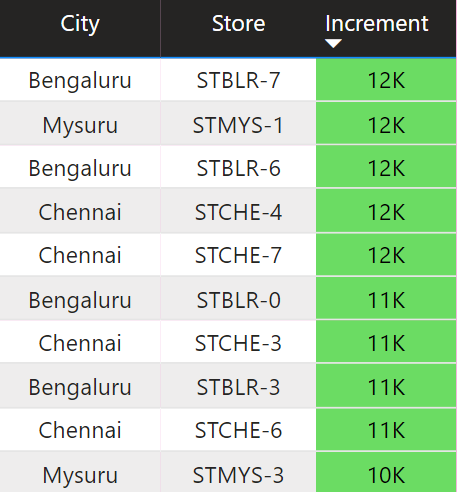 City Store Increment
Bengaluru STBLR-7 12K
Mysuru STMYS-1 12K
Bengaluru STBLR-6 12K
Chennai STCHE-4 12K
Chennai STCHE-7 12K
Bengaluru STBLR-0 11K
Chennai STCHE-3 11K
Bengaluru STBLR-3 11K
Chennai STCHE-6 11K
Mysuru STMYS-3 10K